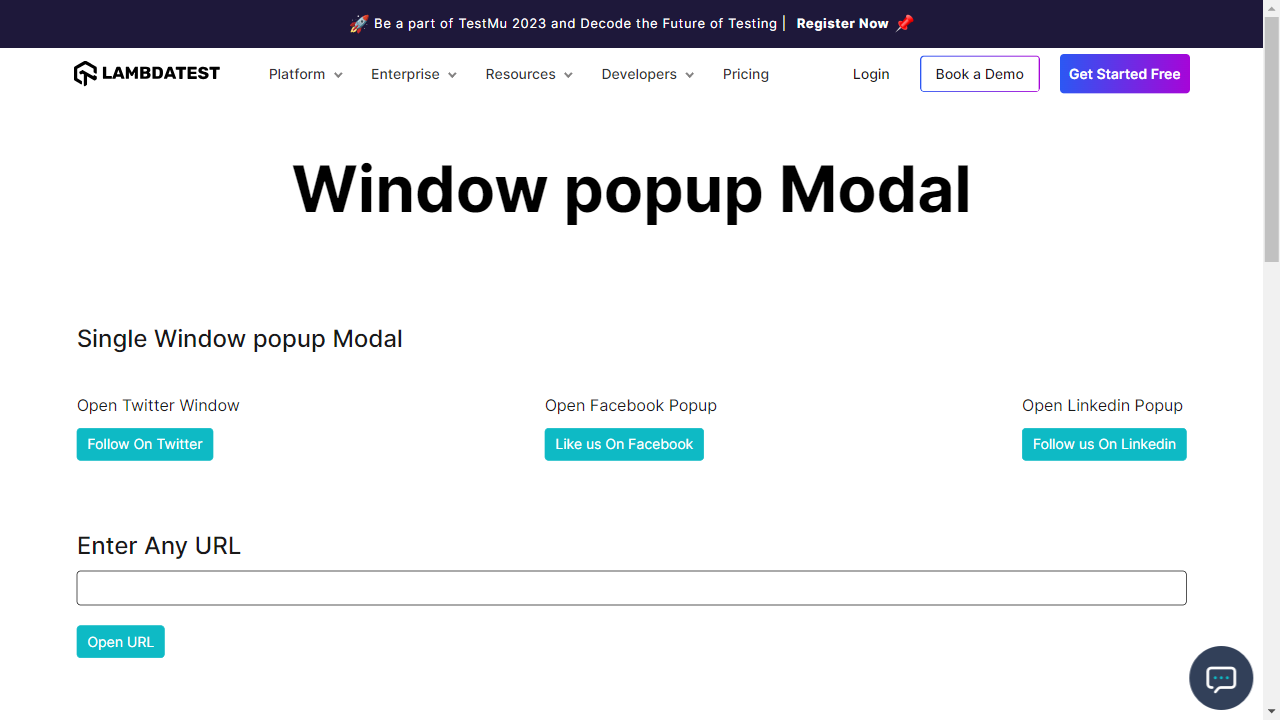 🚀 Be a part of TestMu 2023 and Decode the Future of Testing | Register Now 📌
LAMBDATEST Platform Enterprise Resources Developers Pricing Login Book a Demo Get Started Free
Window popup Modal
Single Window popup Modal
Open Twitter Window Open Facebook Popup Open Linkedin Popup
Follow On Twitter Like us On Facebook Follow us On Linkedin
Enter Any URL
Open URL